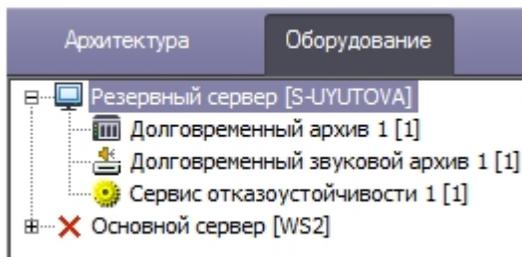 Архитектура Оборудование
Резервный сервер [S-UYUTOVA]
Долговременный архив 1 [1]
Долговременный звуковой архив 1 [1]
Сервис отказоустойчивости 1 [1]
Основной сервер [WS2]